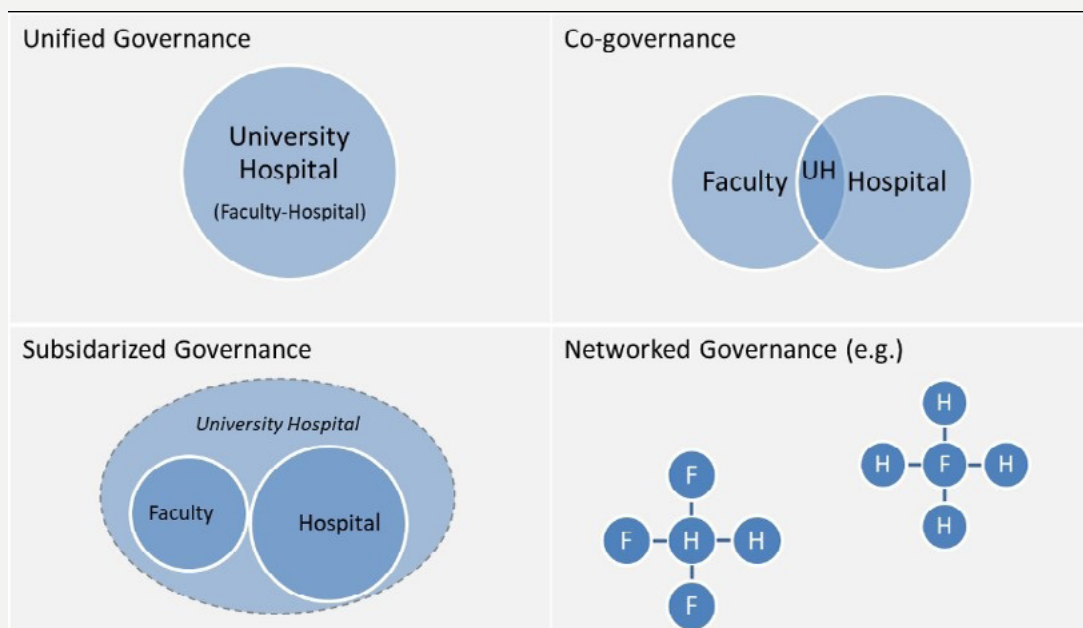 Unified Governance
University
Hospital
(Faculty-Hospital)
Co-governance
Faculty
UH
Hospital
Subsidarized Governance
University Hospital
Faculty
Hospital
Networked Governance (e.g.)
F
F
H
H
F
H
H
F
H
H